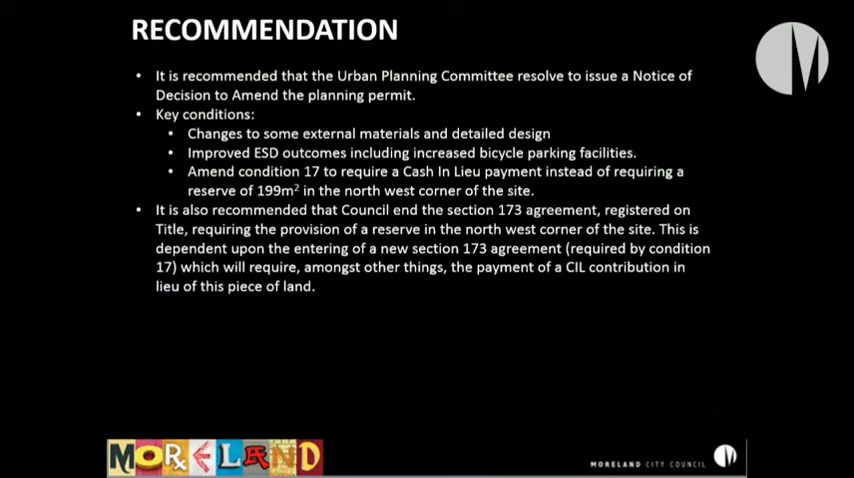 RECOMMENDATION
• It is recommended that the Urban Planning Committee resolve to issue a Notice of
Decision to Amend the planning permit.
• Key conditions:
• Changes to some external materials and detailed design
• Improved ESD outcomes including increased bicycle parking facilities.
• Amend condition 17 to require a Cash In Lieu payment instead of requiring a
reserve of 199m² in the north west corner of the site.
• It is also recommended that Council end the section 173 agreement, registered on
Title, requiring the provision of a reserve in the north west corner of the site. This is
dependent upon the entering of a new section 173 agreement (required by condition
17) which will require, amongst other things, the payment of a CIL contribution in
lieu of this piece of land.
MORELAND
MORELAND CITY COUNCIL